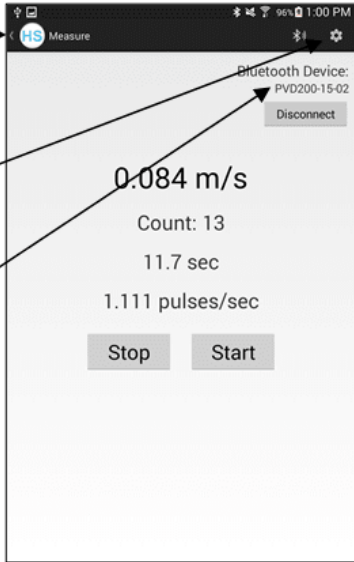 96% 1:00 PM
HS Measure
Bluetooth Device:
PVD200-15-02
Disconnect
0.084 m/s
Count: 13
11.7 sec
1.111 pulses/sec
Stop Start